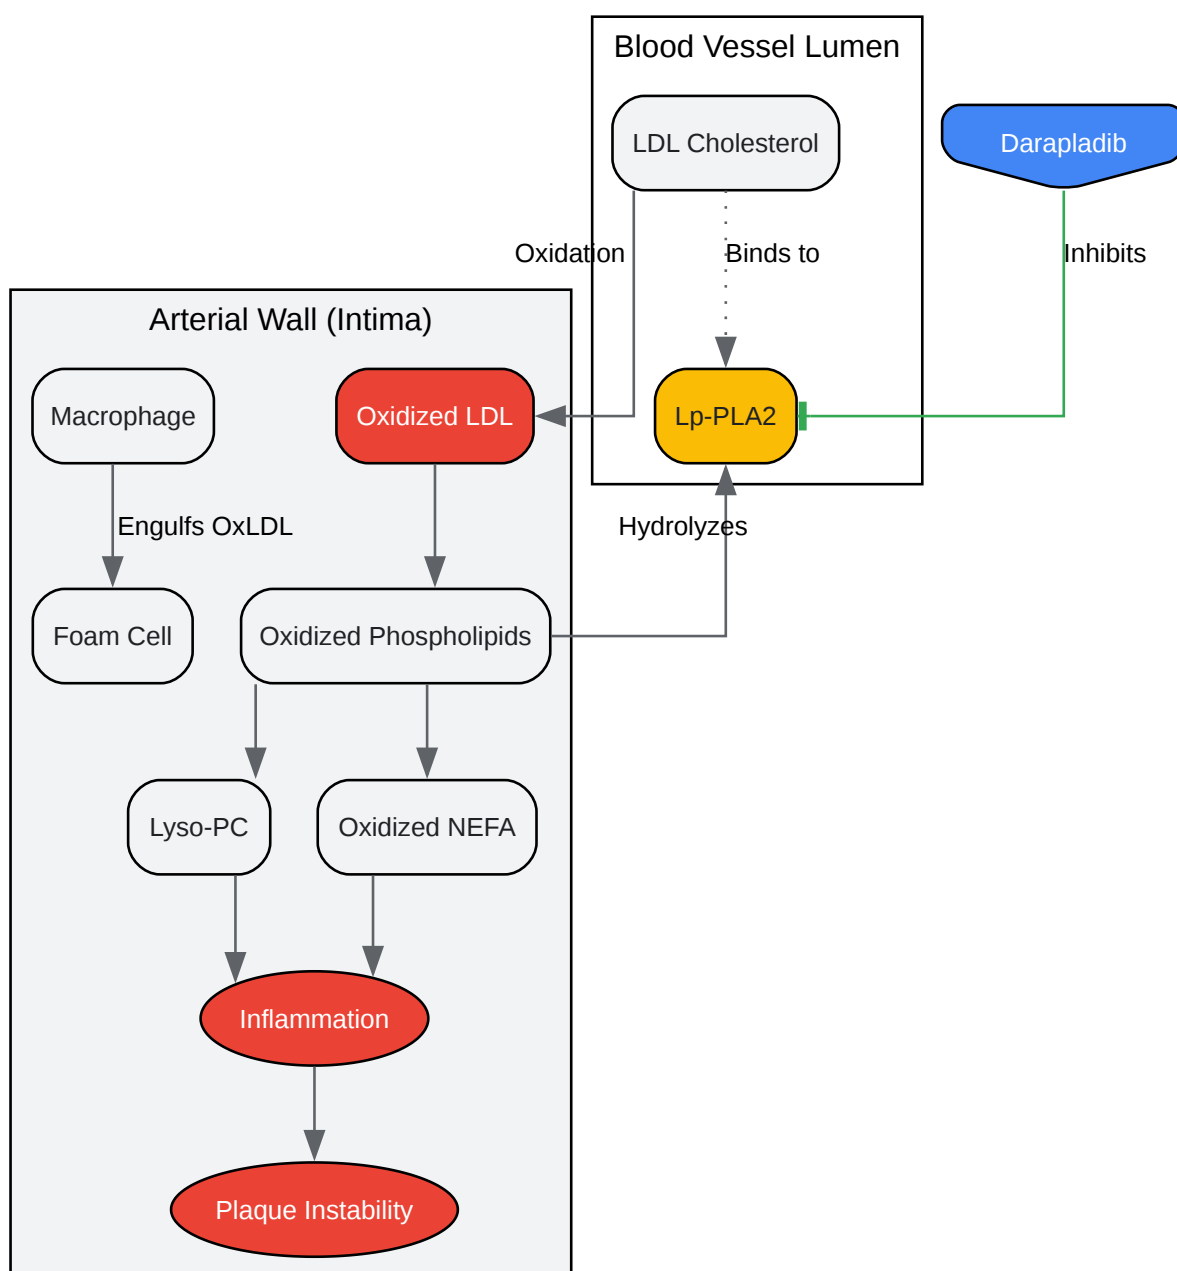 Blood Vessel Lumen
LDL Cholesterol
Darapladib
Oxidation
Binds to
Inhibits
Arterial Wall (Intima)
Macrophage
Oxidized LDL
Lp-PLA2
Engulfs OxLDL
Hydrolyzes
Foam Cell
Oxidized Phospholipids
Lyso-PC
Oxidized NEFA
Inflammation
Plaque Instability